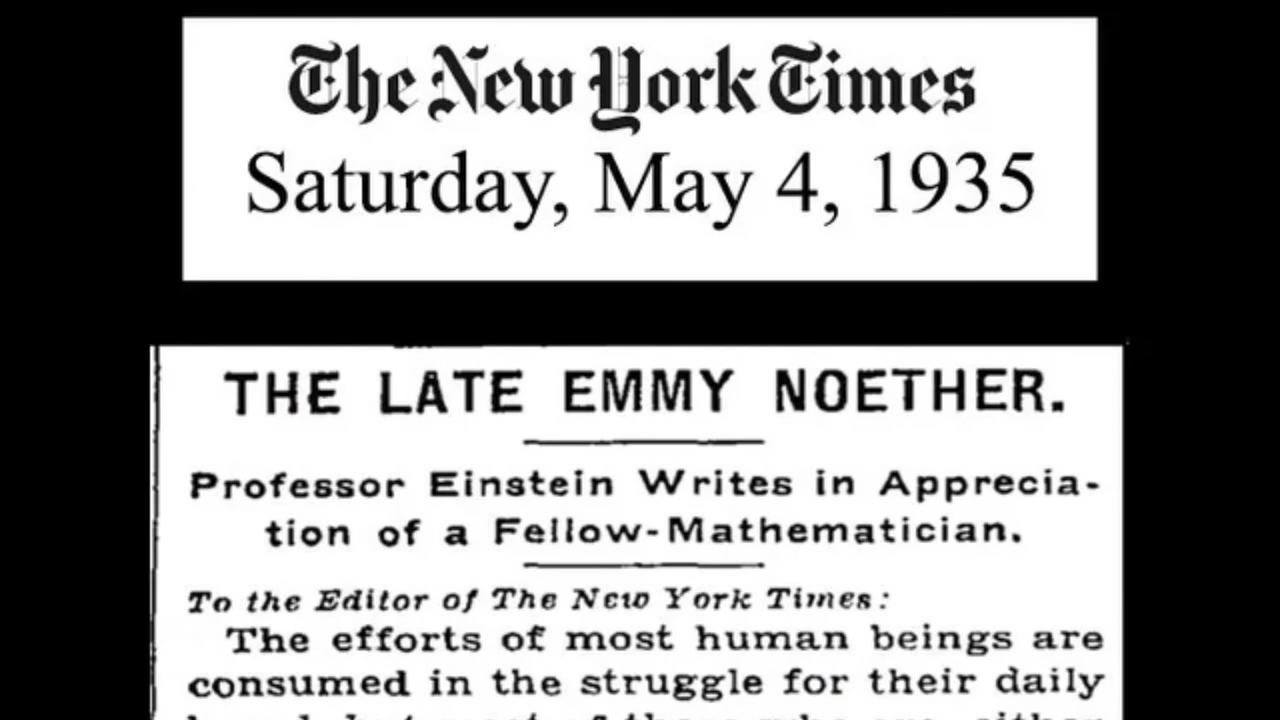 The New York Times
Saturday, May 4, 1935
THE LATE EMMY NOETHER.
Professor Einstein Writes in Apprecia-
tion of a Fellow-Mathematician.
To the Editor of The New York Times:
The efforts of most human beings are
consumed in the struggle for their daily